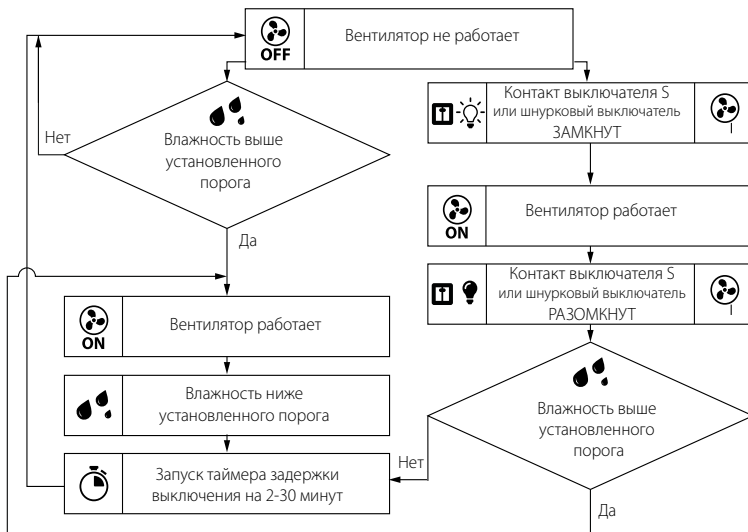 OFF
Вентилятор не работает
Влажность выше
установленного
порога
Нет
Да
ON
Вентилятор работает
Влажность ниже
установленного порога
Запуск таймера задержки
выключения на 2-30 минут
Контакт выключателя S
или шнурковый выключатель
ЗАМКНУТ
ON
Вентилятор работает
Контакт выключателя S
или шнурковый выключатель
РАЗОМКНУТ
Влажность выше
установленного
порога
Нет
Да